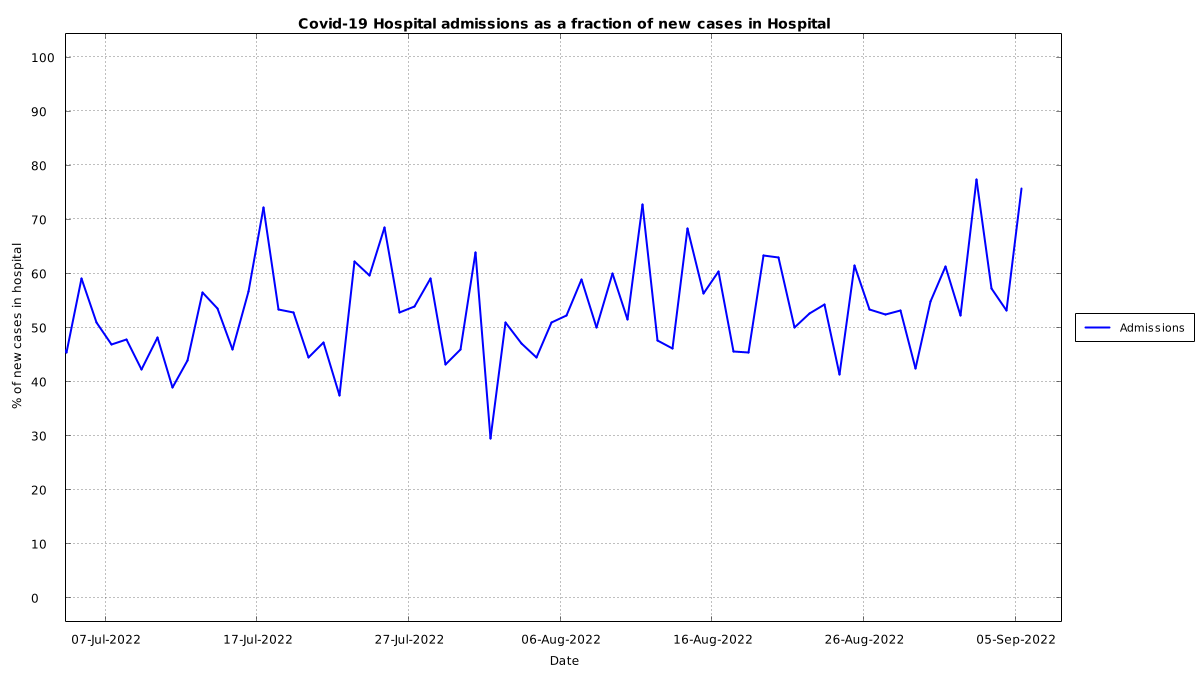 Covid-19 Hospital admissions as a fraction of new cases in Hospital
100
90
80
70
60
50
40
30
20
10
0
% of new cases in hospital
07-Jul-2022
17-Jul-2022
27-Jul-2022
06-Aug-2022
16-Aug-2022
26-Aug-2022
05-Sep-2022
Date
Admissions